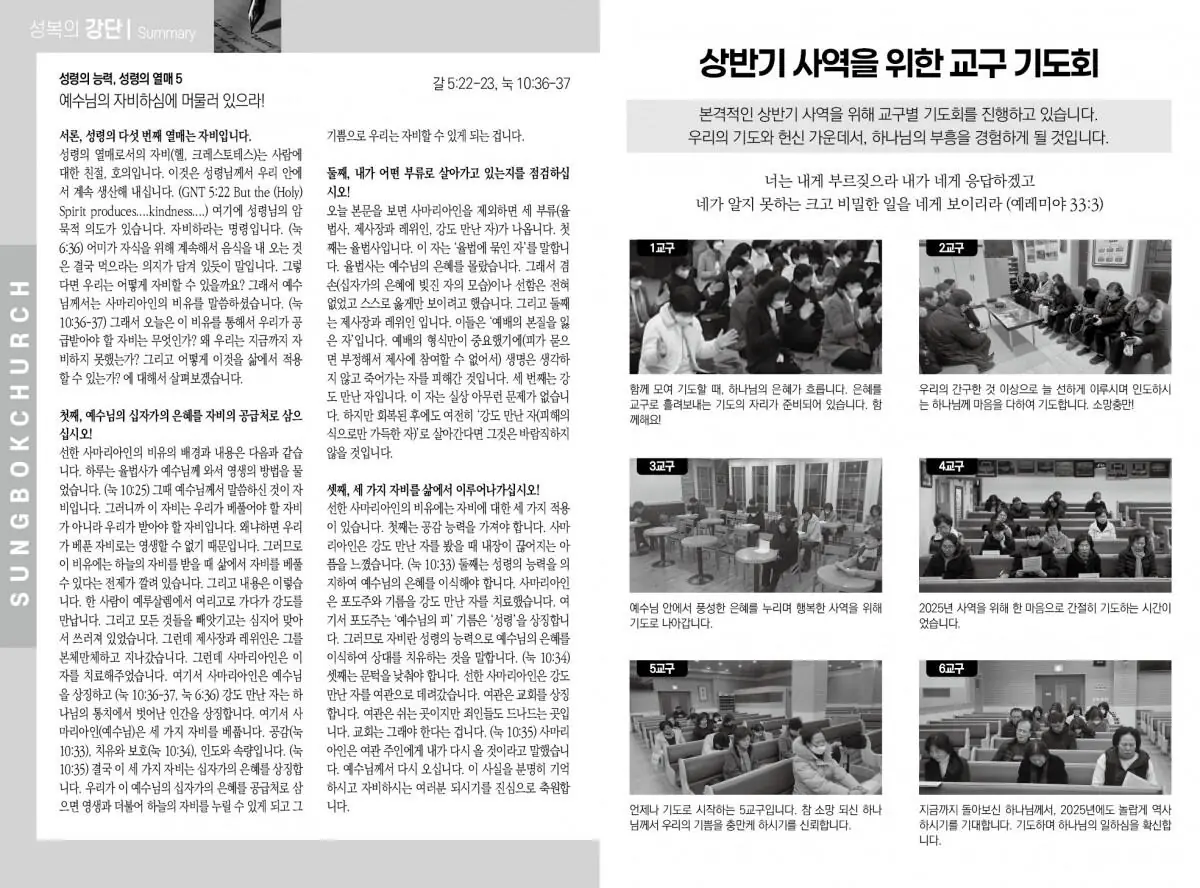 성복의 강단 | Summary
SUNGBOKCHURCH
성령의 능력, 성령의 열매 5
예수님의 자비하심에 머물러 있으라!
갈 5:22-23, 눅 10:36-37
서론, 성령의 다섯 번째 열매는 자비입니다.
성령의 열매로서의 자비(헬, 크레스토테스)는 사람에
대한 친절, 호의입니다. 이것은 성령님께서 우리 안에
서 계속 생산해 내십니다. (GNT 5:22 But the (Holy)
Spirit produces....kindness....) 여기에 성령님의 암
묵적 의도가 있습니다. 자비하라는 명령입니다. (눅
6:36) 어미가 자식을 위해 계속해서 음식을 내 오는 것
은 결국 먹으라는 의지가 담겨 있듯이 말입니다. 그렇
다면 우리는 어떻게 자비할 수 있을까요? 그래서 예수
님께서는 사마리아인의 비유를 말씀하셨습니다. (눅
10:36-37) 그래서 오늘은 이 비유를 통해서 우리가 공
급받아야 할 자비는 무엇인가? 왜 우리는 지금까지 자
비하지 못했는가? 그리고 어떻게 이것을 삶에서 적용
할 수 있는가? 에 대해서 살펴보겠습니다.
첫째, 예수님의 십자가의 은혜를 자비의 공급처로 삼으
십시오!
선한 사마리아인의 비유의 배경과 내용은 다음과 같습
니다. 하루는 율법사가 예수님께 와서 영생의 방법을 물
었습니다. (눅 10:25) 그때 예수님께서 말씀하신 것이 자
비입니다. 그러니까 이 자비는 우리가 베풀어야 할 자비
가 아니라 우리가 받아야 할 자비입니다. 왜냐하면 우리
가 베푼 자비로는 영생할 수 없기 때문입니다. 그러므로
이 비유에는 하늘의 자비를 받을 때 삶에서 자비를 베풀
수 있다는 전제가 깔려 있습니다. 그리고 내용은 이렇습
니다. 한 사람이 예루살렘에서 여리고로 가다가 강도를
만납니다. 그리고 모든 것들을 빼앗기고는 심지어 맞아
서 쓰러져 있었습니다. 그런데 제사장과 레위인은 그를
본체만체하고 지나갔습니다. 그런데 사마리아인은 이
자를 치료해주었습니다. 여기서 사마리아인은 예수님
을 상징하고 (눅 10:36-37, 눅 6:36) 강도 만난 자는 하
나님의 통치에서 벗어난 인간을 상징합니다. 여기서 사
마리아인(예수님)은 세 가지 자비를 베풉니다. 공감(눅
10:33), 치유와 보호(눅 10:34), 인도와 속량입니다. (눅
10:35) 결국 이 세 가지 자비는 십자가의 은혜를 상징합
니다. 우리가 이 예수님의 십자가의 은혜를 공급처로 삼
으면 영생과 더불어 하늘의 자비를 누릴 수 있게 되고 그
기쁨으로 우리는 자비할 수 있게 되는 겁니다.
둘째, 내가 어떤 부류로 살아가고 있는지를 점검하십
시오!
오늘 본문을 보면 사마리아인을 제외하면 세 부류(율
법사, 제사장과 레위인, 강도 만난 자)가 나옵니다. 첫
째는 율법사입니다. 이 자는 ‘율법에 묶인 자’를 말합니
다. 율법사는 예수님의 은혜를 몰랐습니다. 그래서 겸
손(십자가의 은혜에 빚진 자의 모습)이나 선함은 전혀
없었고 스스로 옳게만 보이려고 했습니다. 그리고 둘째
는 제사장과 레위인 입니다. 이들은 ‘예배의 본질을 잃
은 자’입니다. 예배의 형식만이 중요했기에(피가 묻으
면 부정해서 제사에 참여할 수 없어서) 생명은 생각하
지 않고 죽어가는 자를 피해간 것입니다. 세 번째는 강
도 만난 자입니다. 이 자는 실상 아무런 문제가 없습니
다. 하지만 회복된 후에도 여전히 ‘강도 만난 자(피해의
식으로만 가득한 자)’로 살아간다면 그것은 바람직하지
않을 것입니다.
셋째, 세 가지 자비를 삶에서 이루어나가십시오!
선한 사마리아인의 비유에는 자비에 대한 세 가지 적용
이 있습니다. 첫째는 공감 능력을 가져야 합니다. 사마
리아인은 강도 만난 자를 봤을 때 내장이 끊어지는 아
픔을 느꼈습니다. (눅 10:33) 둘째는 성령의 능력을 의
지하여 예수님의 은혜를 이식해야 합니다. 사마리아인
은 포도주와 기름을 강도 만난 자를 치료했습니다. 여
기서 포도주는 ‘예수님의 피’ 기름은 ‘성령’을 상징합니
다. 그러므로 자비란 성령의 능력으로 예수님의 은혜를
이식하여 상대를 치유하는 것을 말합니다. (눅 10:34)
셋째는 문턱을 낮춰야 합니다. 선한 사마리아인은 강도
만난 자를 여관으로 데려갔습니다. 여관은 교회를 상징
합니다. 여관은 쉬는 곳이지만 죄인들도 드나드는 곳입
니다. 교회는 그래야 한다는 겁니다. (눅 10:35) 사마리
아인은 여관 주인에게 내가 다시 올 것이라고 말했습니
다. 예수님께서 다시 오십니다. 이 사실을 분명히 기억
하시고 자비하시는 여러분 되시기를 진심으로 축원합
니다.
상반기 사역을 위한 교구 기도회
본격적인 상반기 사역을 위해 교구별 기도회를 진행하고 있습니다.
우리의 기도와 헌신 가운데서, 하나님의 부흥을 경험하게 될 것입니다.
너는 내게 부르짖으라 내가 네게 응답하겠고
네가 알지 못하는 크고 비밀한 일을 네게 보이리라 (예레미야 33:3)
1교구
함께 모여 기도할 때, 하나님의 은혜가 흐릅니다. 은혜를
교구로 흘려보내는 기도의 자리가 준비되어 있습니다. 함
께해요!
2교구
우리의 간구한 것 이상으로 늘 선하게 이루시며 인도하시
는 하나님께 마음을 다하여 기도합니다. 소망충만!
3교구
예수님 안에서 풍성한 은혜를 누리며 행복한 사역을 위해
기도로 나아갑니다.
4교구
2025년 사역을 위해 한 마음으로 간절히 기도하는 시간이
었습니다.
5교구
언제나 기도로 시작하는 5교구입니다. 참 소망 되신 하나
님께서 우리의 기쁨을 충만케 하시기를 신뢰합니다.
6교구
지금까지 돌아보신 하나님께서, 2025년에도 놀랍게 역사
하시기를 기대합니다. 기도하며 하나님의 일하심을 확신합
니다.